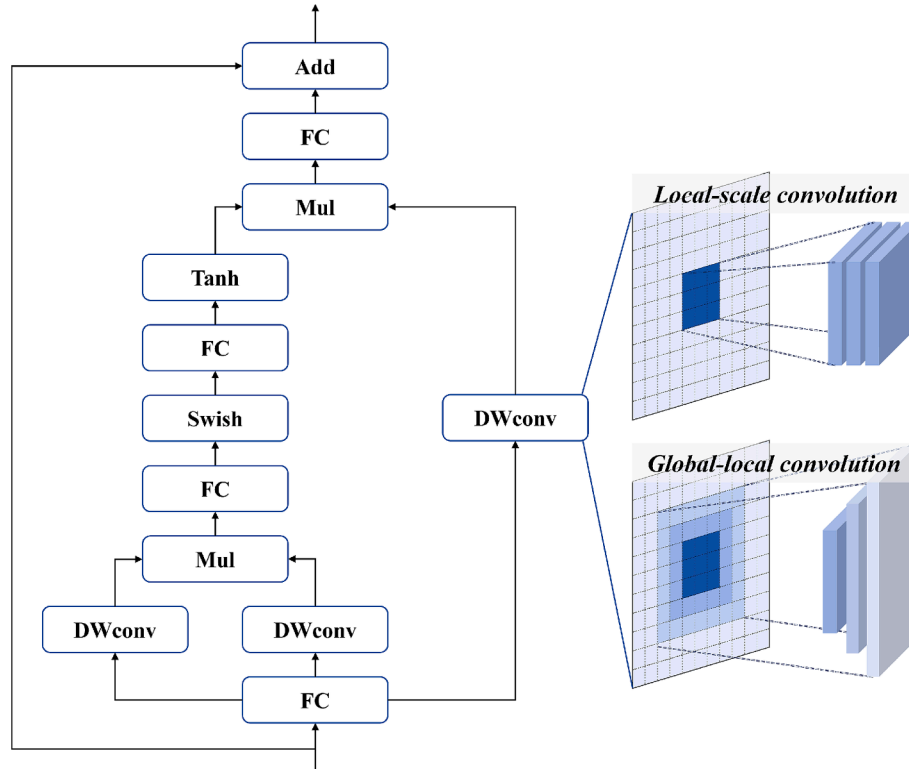 Add
FC
Mul
Local-scale convolution
Tanh
FC
Swish
DWconv
Global-local convolution
FC
Mul
DWconv
DWconv
FC